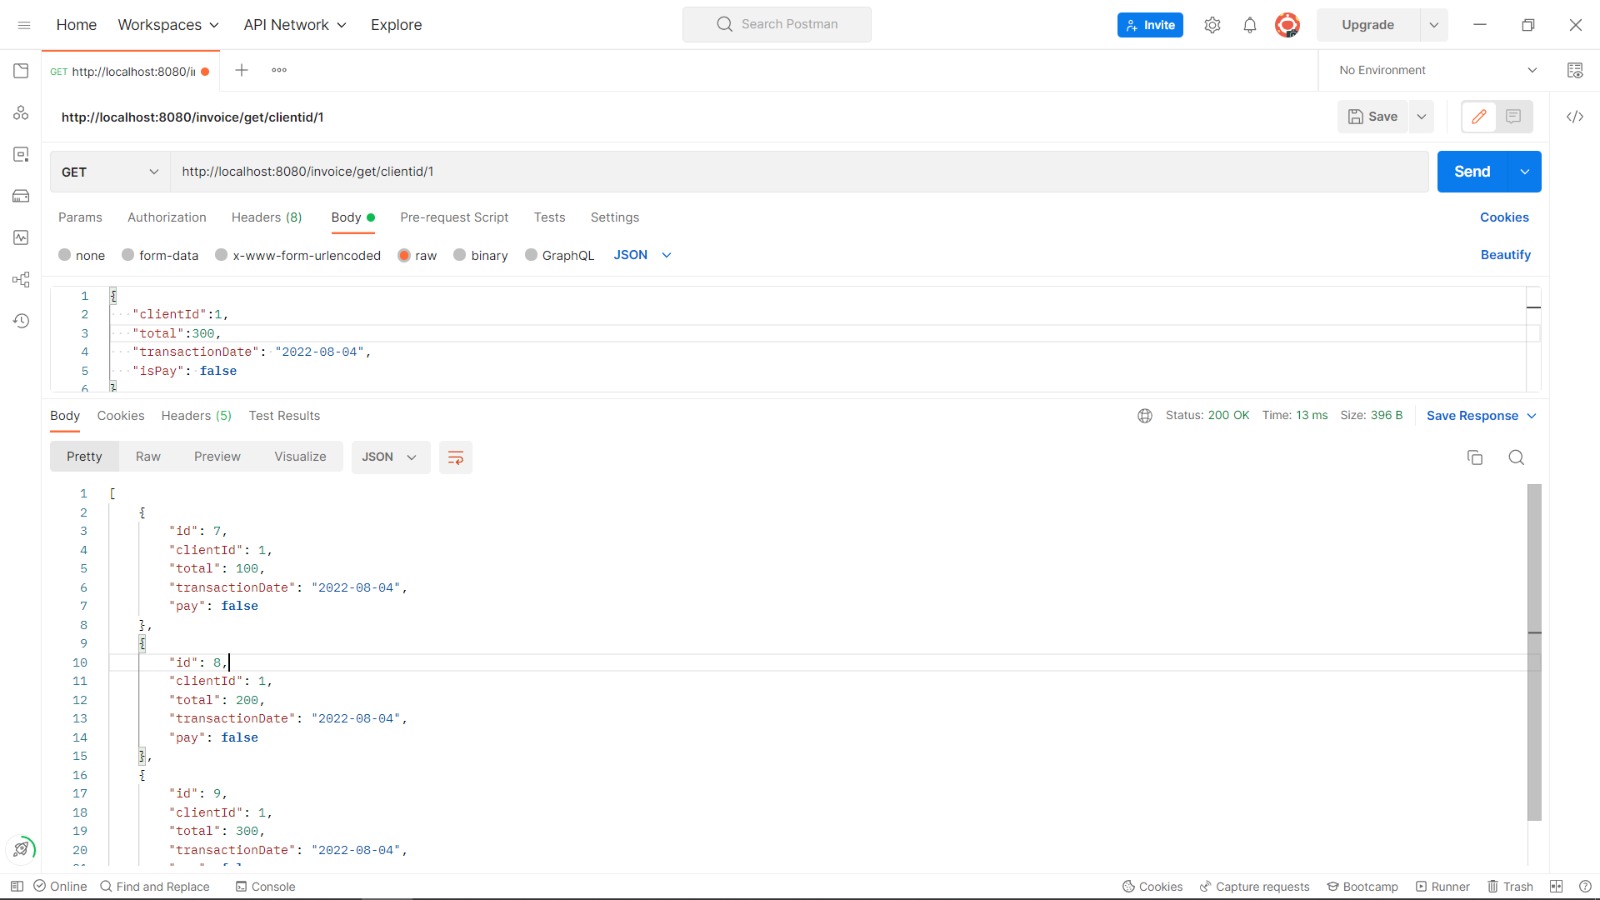 Home Workspaces API Network Explore Search Postman Invite Upgrade
GET http://localhost:8080/i No Environment
http://localhost:8080/invoice/get/clientid/1 Save
GET http://localhost:8080/invoice/get/clientid/1 Send
Params Authorization Headers (8) Body Pre-request Script Tests Settings Cookies
none form-data x-www-form-urlencoded raw binary GraphQL JSON Beautify
1 {
2 "clientId":1,
3 "total":300,
4 "transactionDate": "2022-08-04",
5 "isPay": false
6 }
Body Cookies Headers (5) Test Results Status: 200 OK Time: 13 ms Size: 396 B Save Response
Pretty Raw Preview Visualize JSON
1 [
2 {
3 "id": 7,
4 "clientId": 1,
5 "total": 100,
6 "transactionDate": "2022-08-04",
7 "pay": false
8 },
9 {
10 "id": 8,
11 "clientId": 1,
12 "total": 200,
13 "transactionDate": "2022-08-04",
14 "pay": false
15 },
16 {
17 "id": 9,
18 "clientId": 1,
19 "total": 300,
20 "transactionDate": "2022-08-04",
Online Find and Replace Console Cookies Capture requests Bootcamp Runner Trash